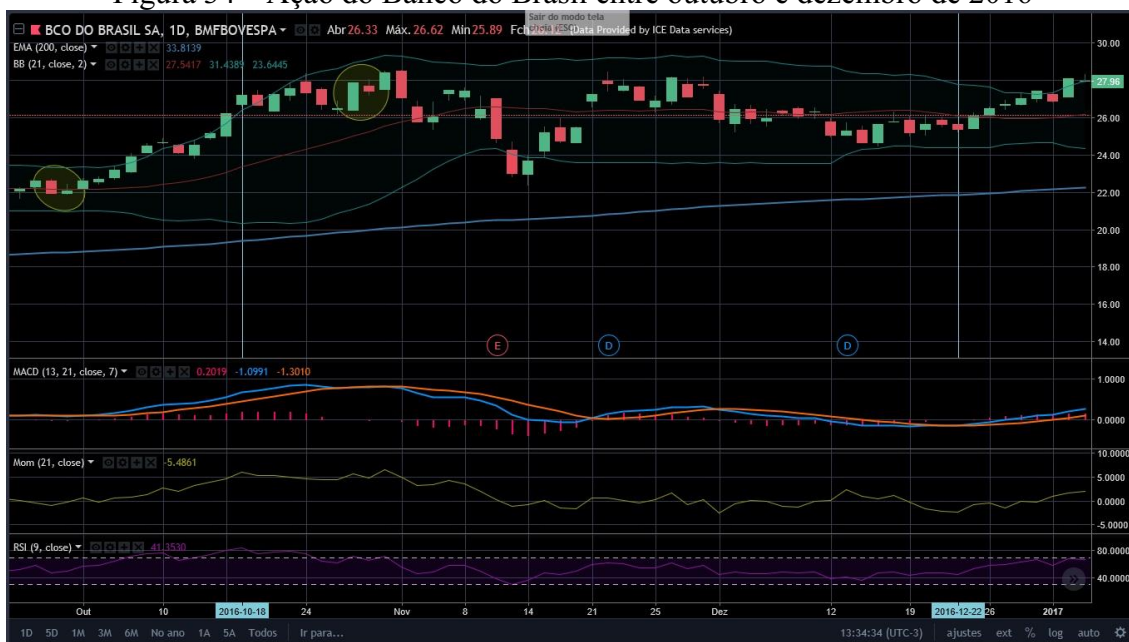 Figura 34 – Ação do Banco do Brasil entre outubro e dezembro de 2016
Sair do modo tela
BCO DO BRASIL SA, 1D, BMFBOVESPA Abr26.33 Máx. 26.62 Mín25.89 Fch (Data Provided by ICE Data services)
EMA (200, close) 33.8139
BB (21, close, 2) 27.5417 31.4389 23.6445
30.00
27.96
26.00
24.00
22.00
20.00
18.00
16.00
14.00
E
D
D
MACD (13, 21, close, 7) 0.2019 -1.0991 -1.3010
1.0000
0.0000
Mom (21, close) -5.4861
10.0000
5.0000
0.0000
-5.0000
RSI (9, close) 41.3530
80.0000
40.0000
Out 10 2016-10-18 24 Nov 8 14 21 25 Dez 12 19 2016-12-22 26 2017
1D 5D 1M 3M 6M No ano 1A 5A Todos Ir para... 13:34:34 (UTC-3) ajustes ext % log auto